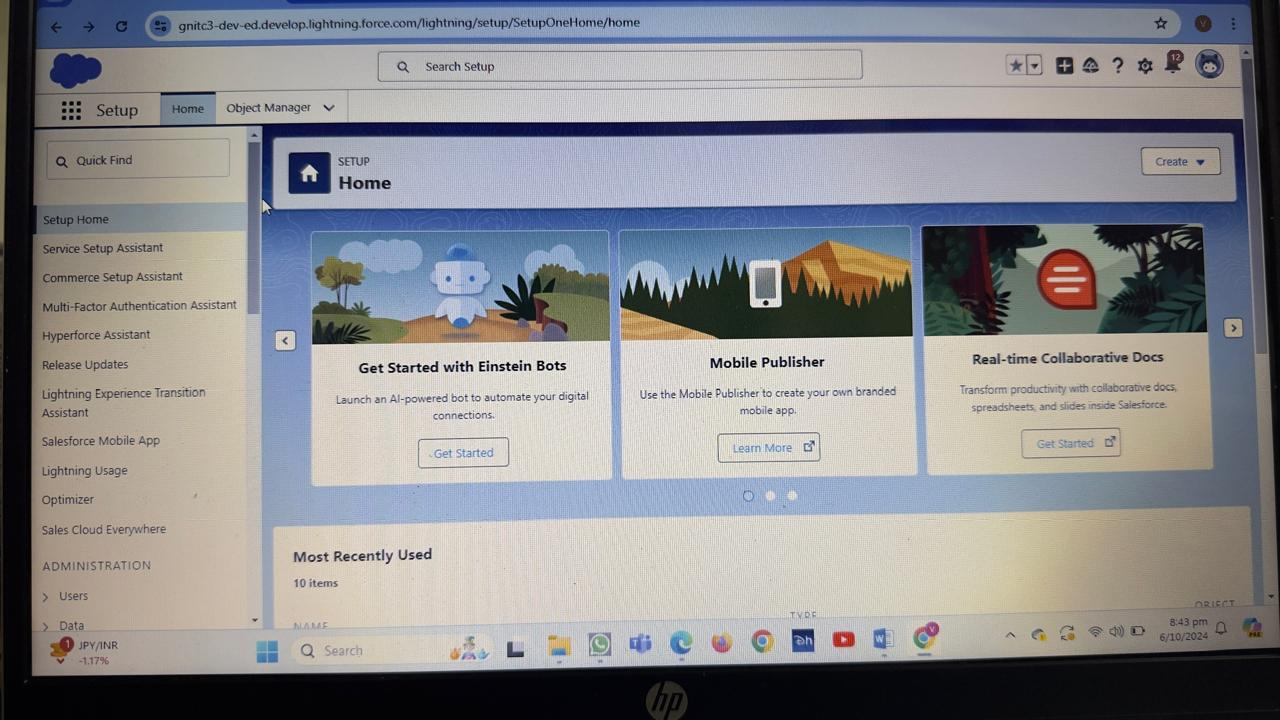 gnitc3-dev-ed.develop.lightning.force.com/lightning/setup/SetupOneHome/home
V
Search Setup
12
Setup
Home
Object Manager
Quick Find
SETUP
Home
Create
Setup Home
Service Setup Assistant
Commerce Setup Assistant
Multi-Factor Authentication Assistant
Hyperforce Assistant
Release Updates
Lightning Experience Transition
Assistant
Salesforce Mobile App
Lightning Usage
Optimizer
Sales Cloud Everywhere
ADMINISTRATION
Users
Data
Get Started with Einstein Bots
Launch an AI-powered bot to automate your digital
connections.
Get Started
Mobile Publisher
Use the Mobile Publisher to create your own branded
mobile app.
Learn More
Real-time Collaborative Docs
Transform productivity with collaborative docs,
spreadsheets, and slides inside Salesforce.
Get Started
Most Recently Used
10 items
NAME
TYPE
OBJECT
1
JPY/INR
-1.17%
Search
V
8:43 pm
6/10/2024
PRE
hp